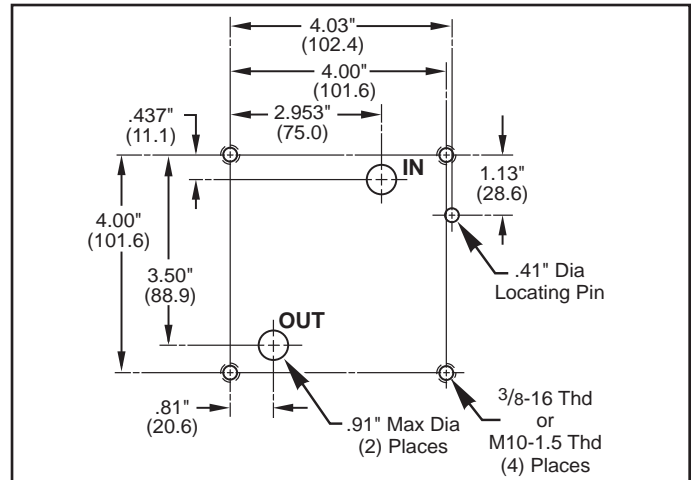 4.03"
(102.4)
4.00"
(101.6)
2.953"
(75.0)
.437"
(11.1)
IN
1.13"
(28.6)
4.00"
(101.6)
3.50"
(88.9)
.41" Dia
Locating Pin
OUT
.81"
(20.6)
.91" Max Dia
(2) Places
3/8-16 Thd
or
M10-1.5 Thd
(4) Places